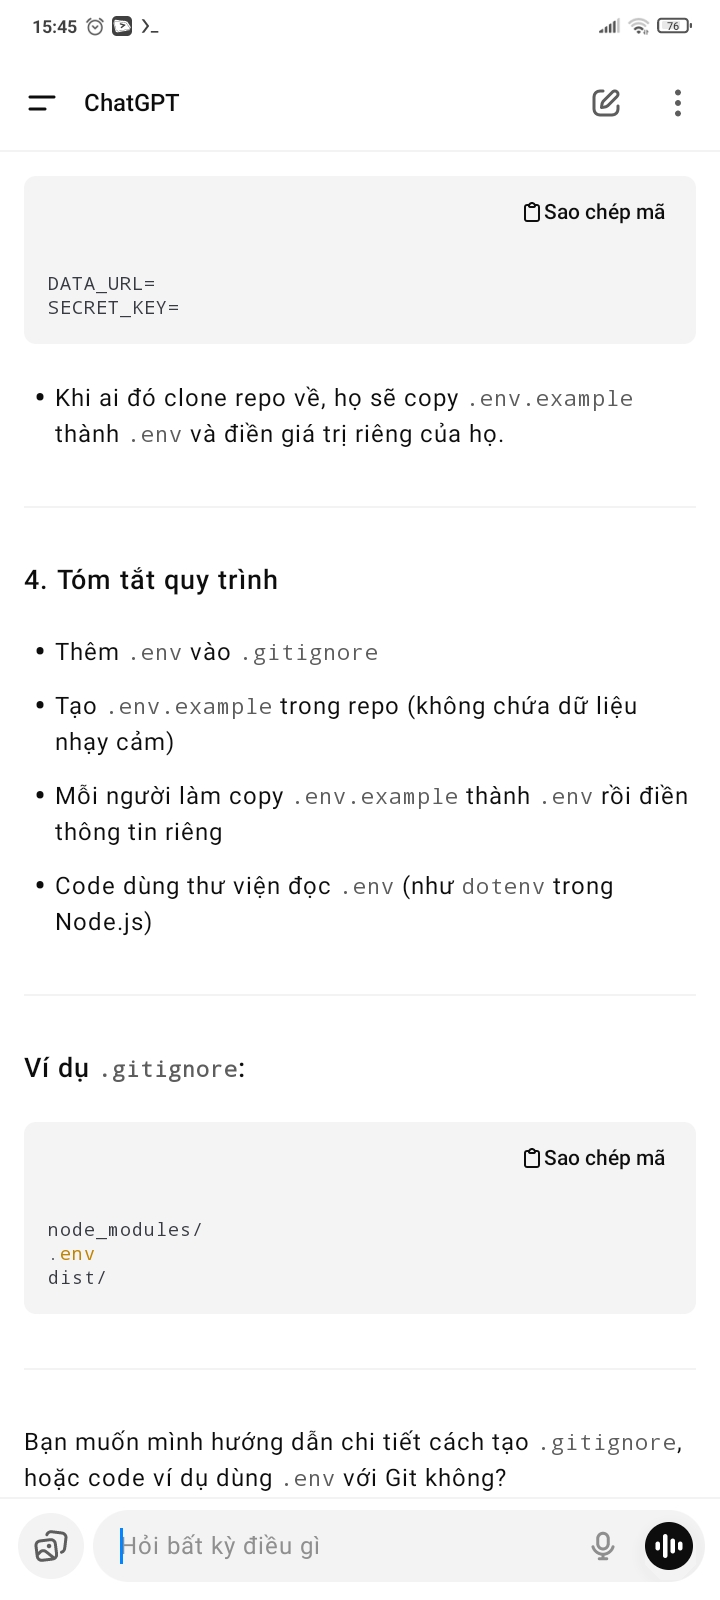 15:45
76
ChatGPT
Sao chép mã
DATA_URL=
SECRET_KEY=
• Khi ai đó clone repo về, họ sẽ copy .env.example
thành .env và điền giá trị riêng của họ.
4. Tóm tắt quy trình
• Thêm .env vào .gitignore
• Tạo .env.example trong repo (không chứa dữ liệu
nhạy cảm)
• Mỗi người làm copy .env.example thành .env rồi điền
thông tin riêng
• Code dùng thư viện đọc .env (như dotenv trong
Node.js)
Ví dụ .gitignore:
Sao chép mã
node_modules/
.env
dist/
Bạn muốn mình hướng dẫn chi tiết cách tạo .gitignore,
hoặc code ví dụ dùng .env với Git không?
Hỏi bất kỳ điều gì